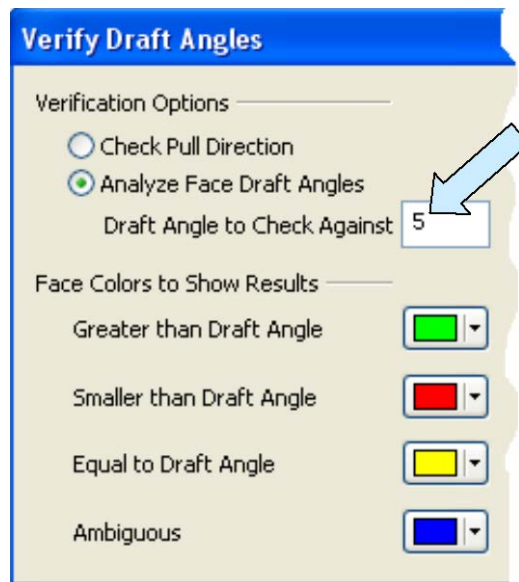 Verify Draft Angles
Verification Options
Check Pull Direction
Analyze Face Draft Angles
Draft Angle to Check Against 5
Face Colors to Show Results
Greater than Draft Angle
Smaller than Draft Angle
Equal to Draft Angle
Ambiguous